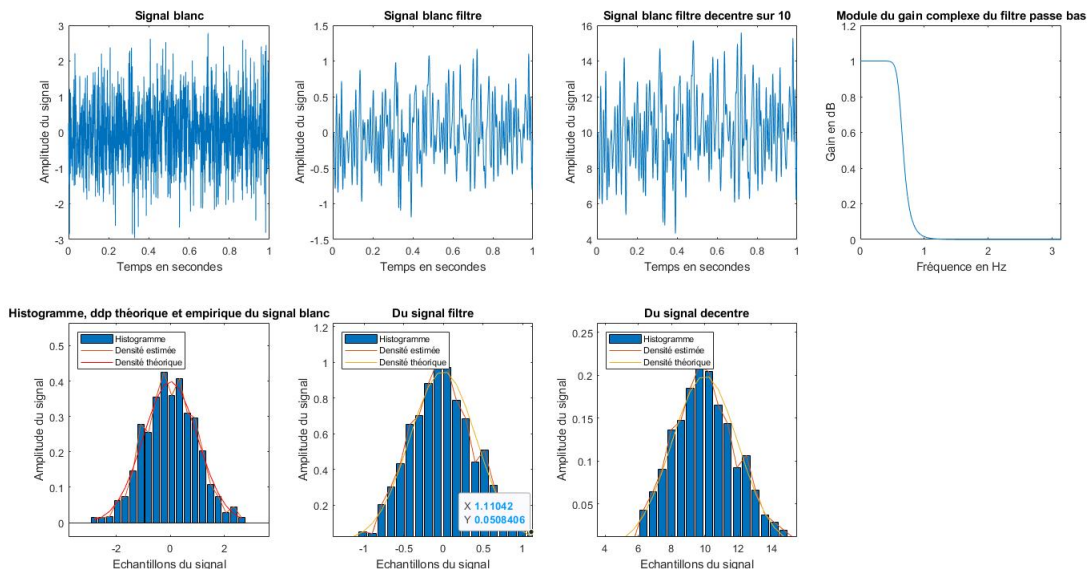 Signal blanc
Amplitude du signal
3
2
1
0
-1
-2
-3
0
0.2
0.4
0.6
0.8
1
Temps en secondes
Signal blanc filtre
Amplitude du signal
1.5
1
0.5
0
-0.5
-1
-1.5
0
0.2
0.4
0.6
0.8
1
Temps en secondes
Signal blanc filtre decentre sur 10
Amplitude du signal
16
14
12
10
8
6
4
0
0.2
0.4
0.6
0.8
1
Temps en secondes
Module du gain complexe du filtre passe bas
Gain en dB
1.2
1
0.8
0.6
0.4
0.2
0
0
1
2
3
Fréquence en Hz
Histogramme, ddp théorique et empirique du signal blanc
Amplitude du signal
0.5
0.4
0.3
0.2
0.1
0
Histogramme
Densité estimée
Densité théorique
-2
0
2
Echantillons du signal
Du signal filtre
Amplitude du signal
1.2
1
0.8
0.6
0.4
0.2
Histogramme
Densité estimée
Densité théorique
X 1.11042
Y 0.0508406
-1
-0.5
0
0.5
1
Echantillons du signal
Du signal decentre
Amplitude du signal
0.25
0.2
0.15
0.1
0.05
Histogramme
Densité estimée
Densité théorique
4
6
8
10
12
14
Echantillons du signal